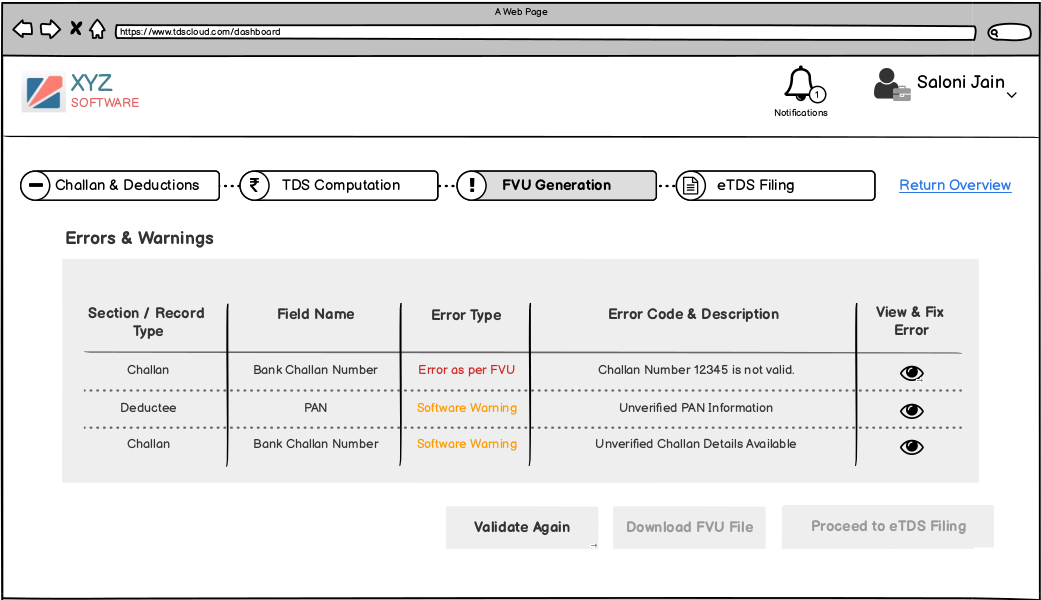 A Web Page
https://www.tdscloud.com/dashboard
XYZ
SOFTWARE
1
Notifications
Saloni Jain
Challan & Deductions
₹ TDS Computation
! FVU Generation
eTDS Filing
Return Overview
Errors & Warnings
Section / Record Type
Field Name
Error Type
Error Code & Description
View & Fix Error
Challan Bank Challan Number Error as per FVU Challan Number 12345 is not valid.
Deductee PAN Software Warning Unverified PAN Information
Challan Bank Challan Number Software Warning Unverified Challan Details Available
Validate Again
Download FVU File
Proceed to eTDS Filing